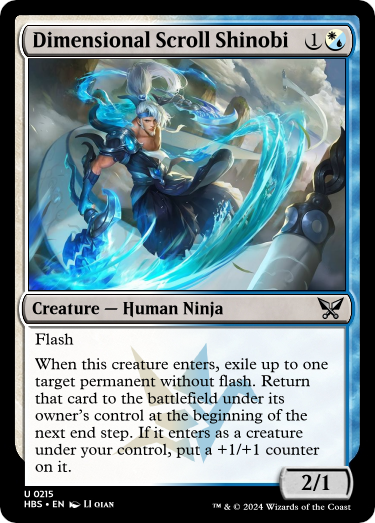 Dimensional Scroll Shinobi 1
Creature — Human Ninja
Flash
When this creature enters, exile up to one
target permanent without flash. Return
that card to the battlefield under its
owner's control at the beginning of the
next end step. If it enters as a creature
under your control, put a +1/+1 counter
on it.
2/1
U 0215
HBS • EN LI QIAN
™ & © 2024 Wizards of the Coast